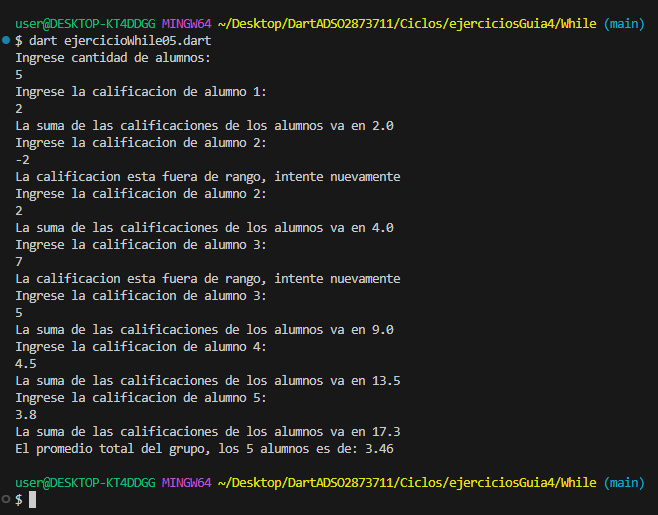 user@DESKTOP-KT4DDGG MINGW64 ~/Desktop/DartADSO2873711/Ciclos/ejerciciosGuia4/While (main)
$ dart ejercicioWhile05.dart
Ingrese cantidad de alumnos:
5
Ingrese la calificacion de alumno 1:
2
La suma de las calificaciones de los alumnos va en 2.0
Ingrese la calificacion de alumno 2:
-2
La calificacion esta fuera de rango, intente nuevamente
Ingrese la calificacion de alumno 2:
2
La suma de las calificaciones de los alumnos va en 4.0
Ingrese la calificacion de alumno 3:
7
La calificacion esta fuera de rango, intente nuevamente
Ingrese la calificacion de alumno 3:
5
La suma de las calificaciones de los alumnos va en 9.0
Ingrese la calificacion de alumno 4:
4.5
La suma de las calificaciones de los alumnos va en 13.5
Ingrese la calificacion de alumno 5:
3.8
La suma de las calificaciones de los alumnos va en 17.3
El promedio total del grupo, los 5 alumnos es de: 3.46
user@DESKTOP-KT4DDGG MINGW64 ~/Desktop/DartADSO2873711/Ciclos/ejerciciosGuia4/While (main)
$